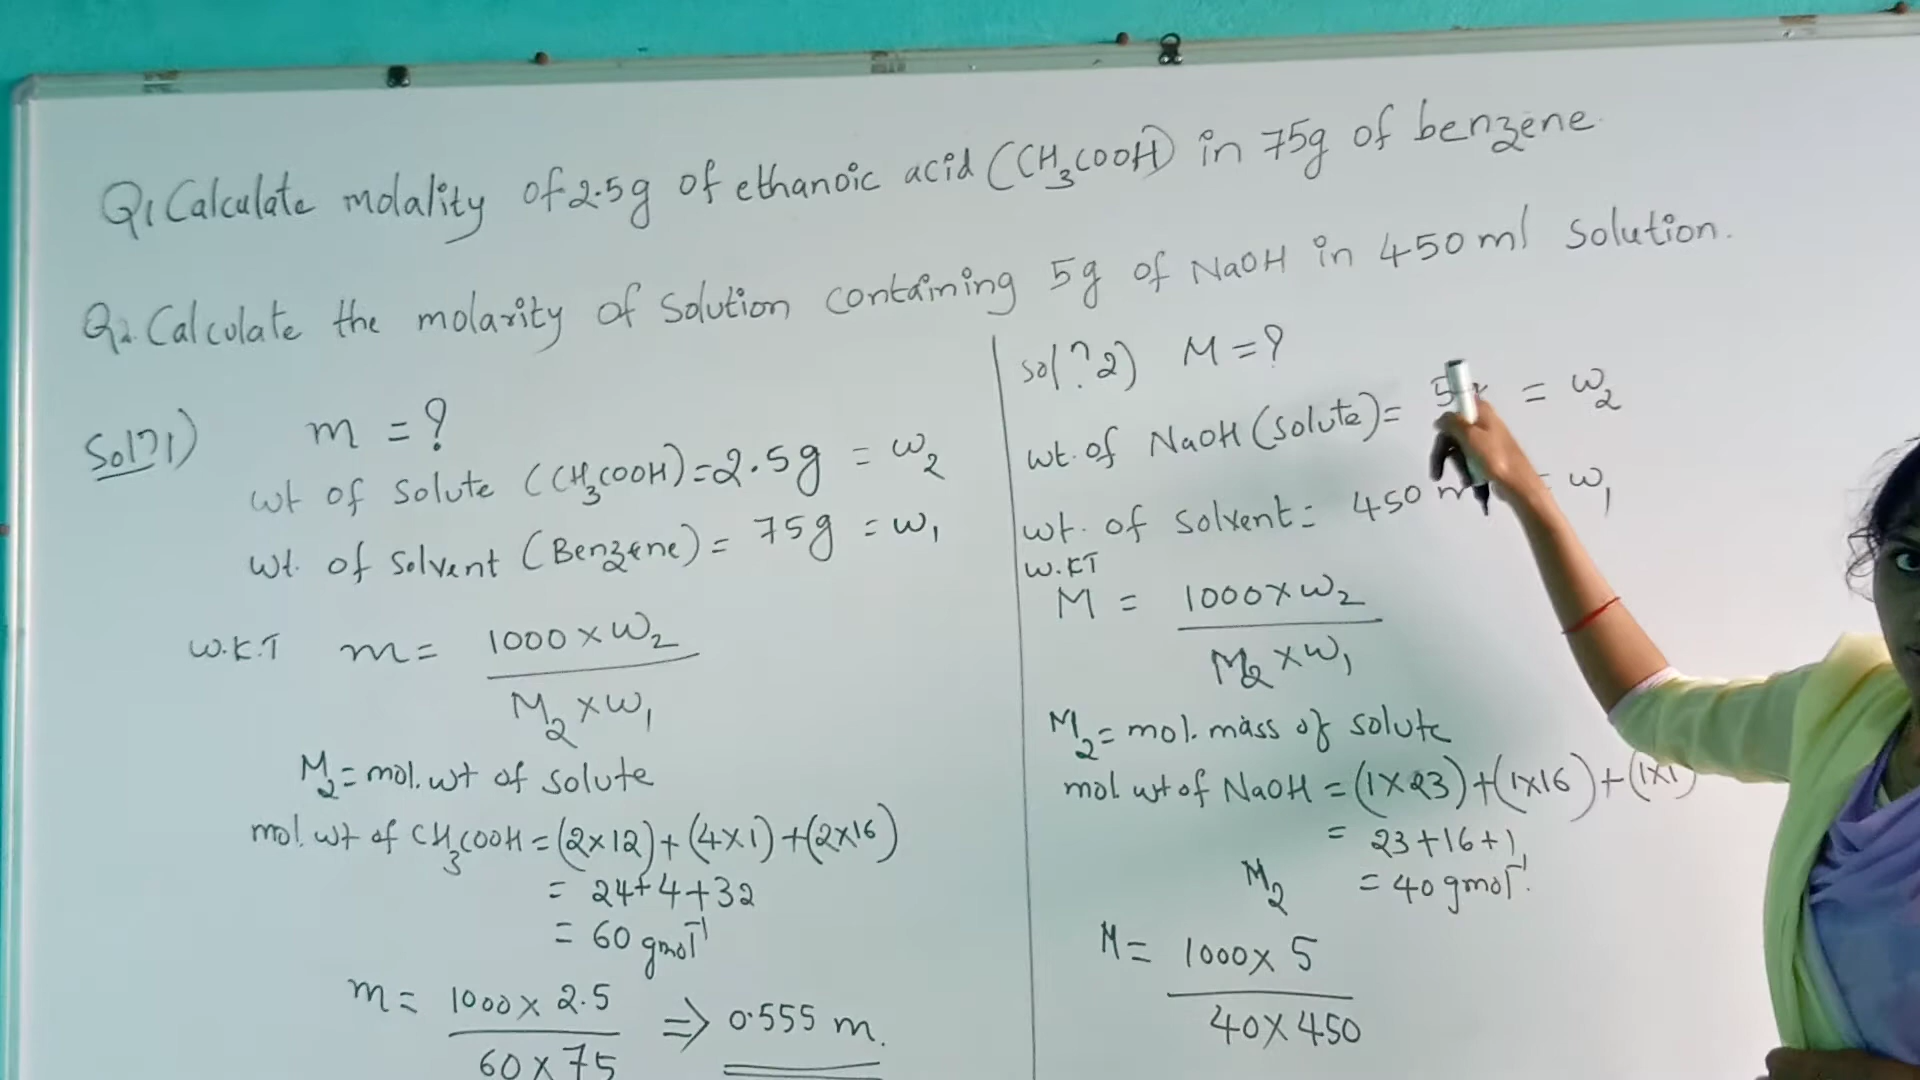 Q1 Calculate molality of 2.5g of ethanoic acid (CH3COOH) in 75g of benzene.
Q2. Calculate the molarity of Solution containing 5g of NaOH in 450 ml Solution.
Sol?1)
m = ?
wt of Solute (CH3COOH) = 2.5g = w2
wt. of Solvent (Benzene) = 75g = w1
W.K.T m = 1000 x w2
M2 x w1
M2 = mol. wt of solute
mol. wt of CH3COOH = (2x12) + (4x1) + (2x16)
= 24+4+32
= 60 gmol-1
m = 1000 x 2.5
60 x 75
⇒ 0.555 m.
sol?2) M = ?
wt. of NaOH (Solute) = 5 = w2
wt. of Solvent = 450 = w1
W.KT
M = 1000 x w2
M2 x w1
M2 = mol. mass of solute
mol. wt of NaOH = (1x23) + (1x16) + (1x1)
= 23+16+1
M2 = 40 gmol-1.
M = 1000 x 5
40 x 450